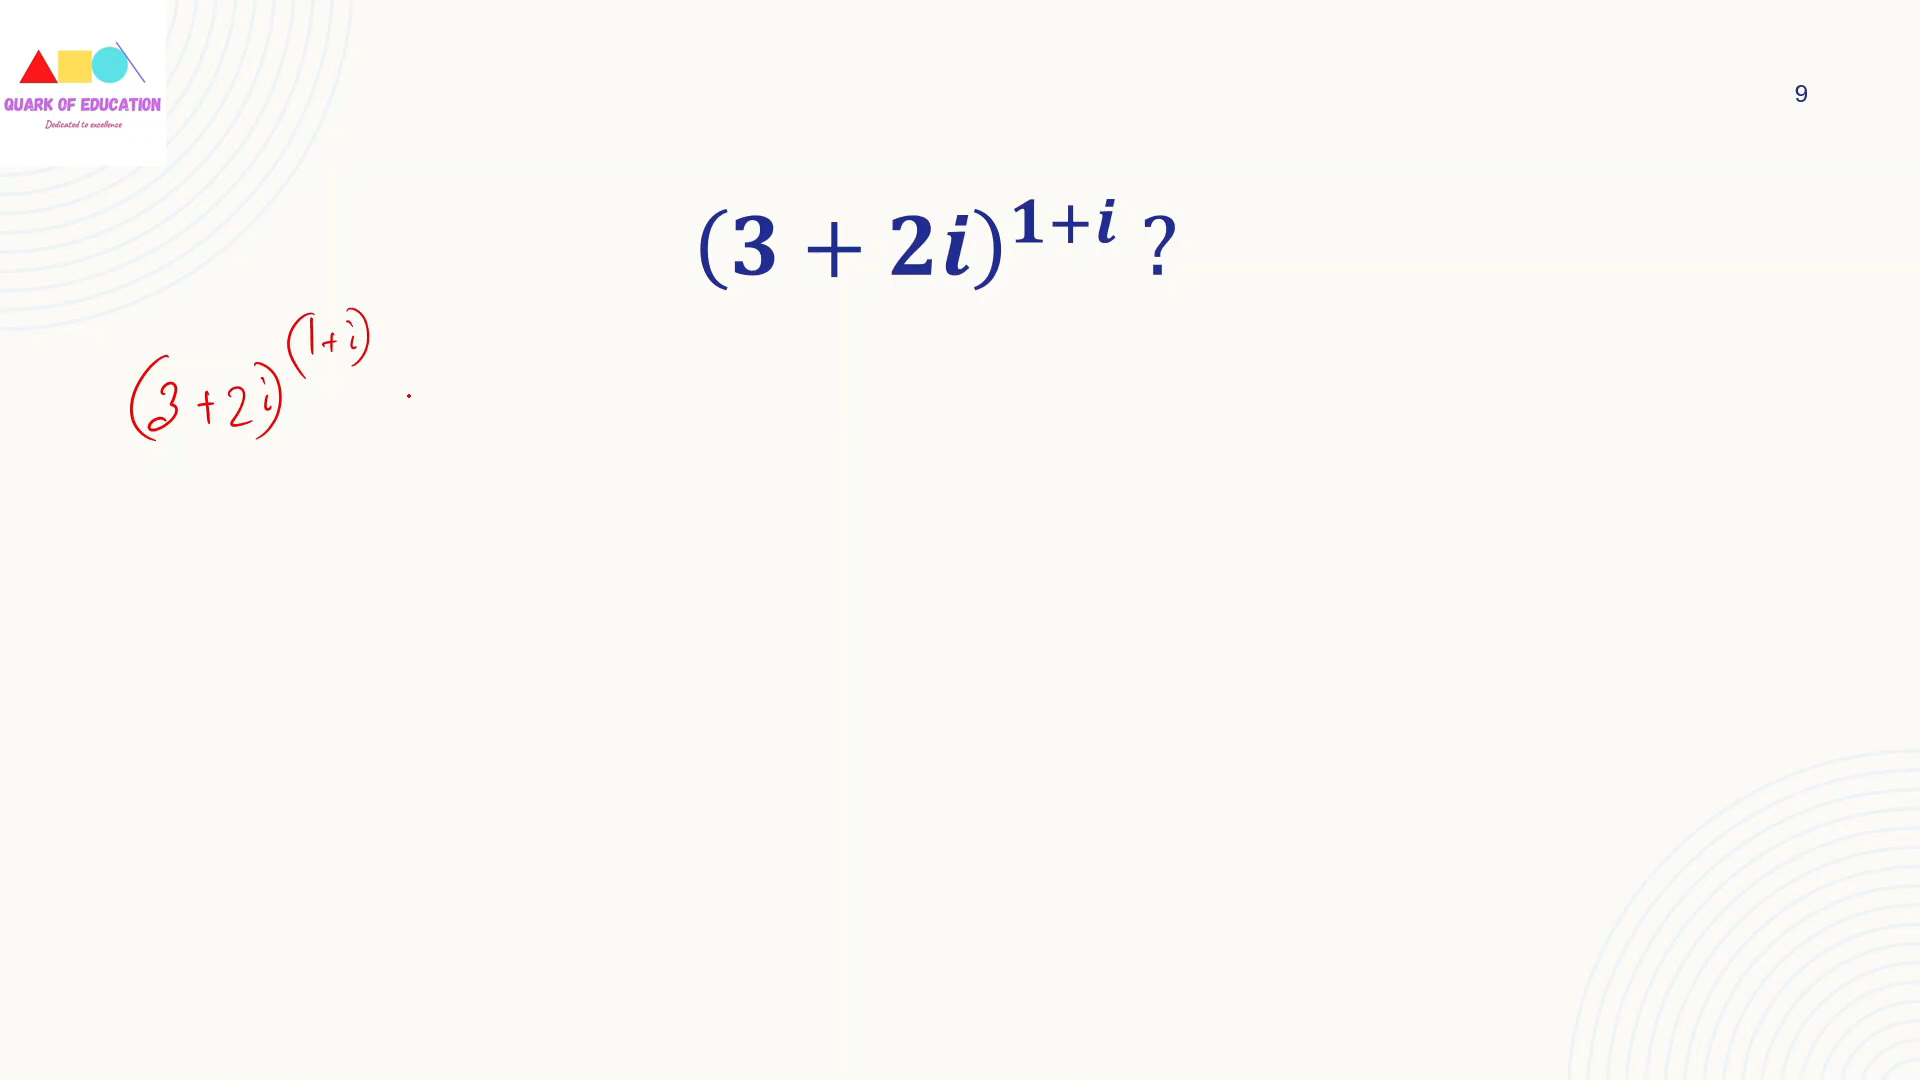 QUARK OF EDUCATION
Dedicated to excellence
9
(3 + 2i)^{1+i} ?
(3 + 2i)^{(1+i)}